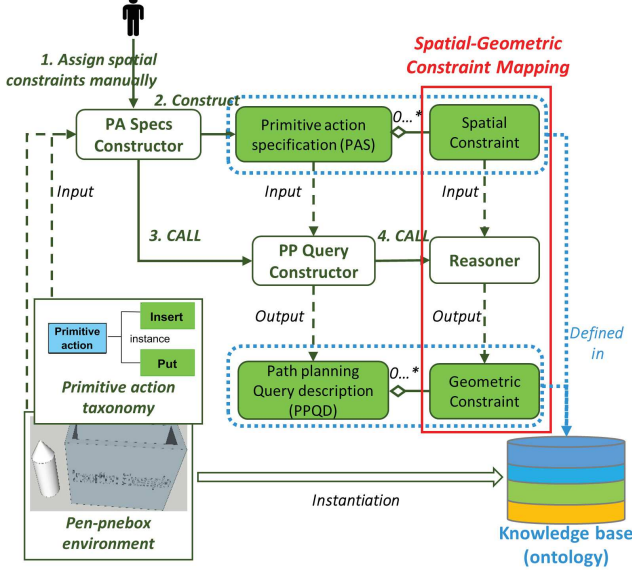 1. Assign spatial
constraints manually
Spatial-Geometric
Constraint Mapping
2. Construct
PA Specs
Constructor
Primitive action
specification (PAS)
0...*
Spatial
Constraint
Input
Input
Input
3. CALL
PP Query
Constructor
4. CALL
Reasoner
Output
Output
Defined
in
Primitive
action
Insert
instance
Put
Primitive action
taxonomy
Path planning
Query description
(PPQD)
0...*
Geometric
Constraint
Pen-pnebox
environment
Instantiation
Knowledge base
(ontology)